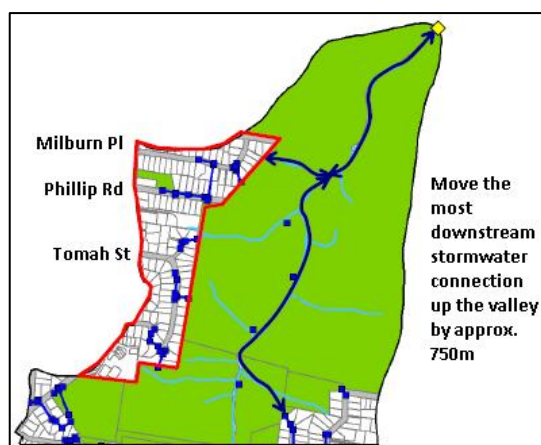 Milburn Pl
Phillip Rd
Tomah St
Move the
most
downstream
stormwater
connection
up the valley
by approx.
750m